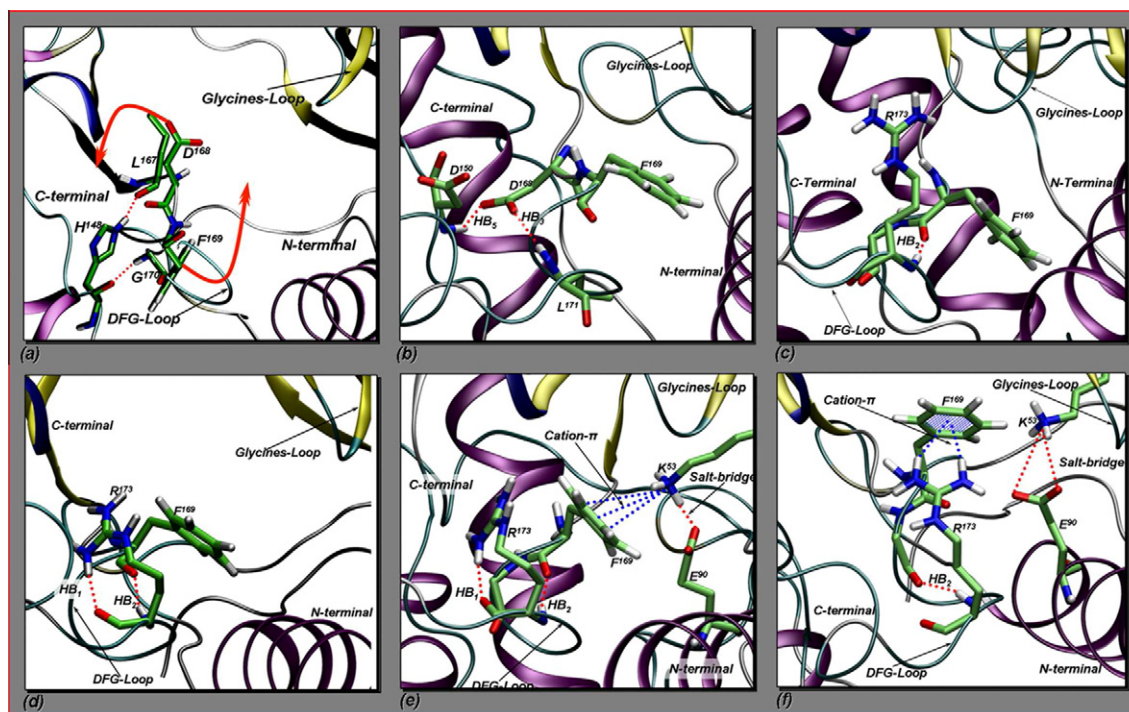 Glycines-Loop
L167
D168
C-terminal
H148
F169
N-terminal
G170
DFG-Loop
(a)
Glycines-Loop
C-terminal
D150
D168
F169
HB5
HB3
N-terminal
L171
(b)
R173
Glycines-Loop
C-Terminal
N-Terminal
F169
HB2
DFG-Loop
(c)
C-terminal
Glycines-Loop
R173
F169
HB1
HB2
N-terminal
DFG-Loop
(d)
Glycines-Loop
Cation-π
K53
C-terminal
Salt-bridge
R173
F169
E90
HB1
HB2
N-terminal
DFG-Loop
(e)
Glycines-Loop
F169
Cation-π
K53
Salt-bridge
R173
E90
HB2
C-terminal
N-terminal
DFG-Loop
(f)